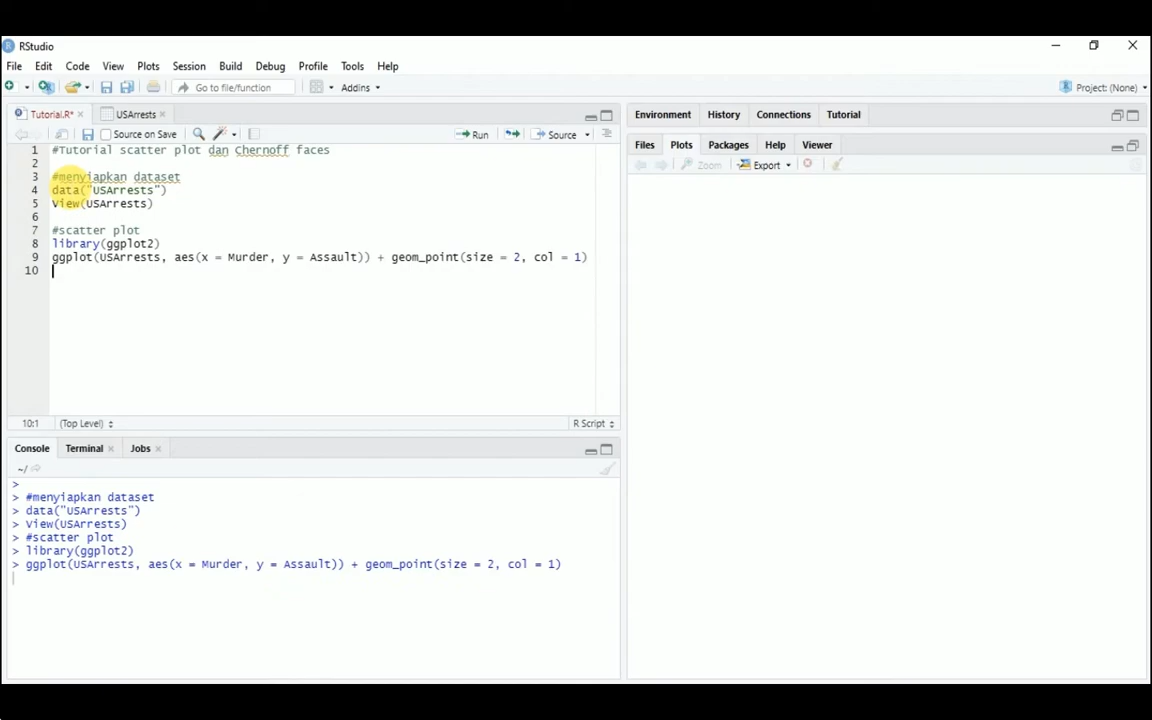 RStudio
File Edit Code View Plots Session Build Debug Profile Tools Help
Go to file/function Addins Project: (None)
Tutorial.R* USArrests
Source on Save Run Source
1 #Tutorial scatter plot dan Chernoff faces
2
3 #menyiapkan dataset
4 data("USArrests")
5 View(USArrests)
6
7 #scatter plot
8 library(ggplot2)
9 ggplot(USArrests, aes(x = Murder, y = Assault)) + geom_point(size = 2, col = 1)
10
10:1 (Top Level) R Script
Console Terminal Jobs
~/
>
> #menyiapkan dataset
> data("USArrests")
> View(USArrests)
> #scatter plot
> library(ggplot2)
> ggplot(USArrests, aes(x = Murder, y = Assault)) + geom_point(size = 2, col = 1)
Environment History Connections Tutorial
Files Plots Packages Help Viewer
Zoom Export